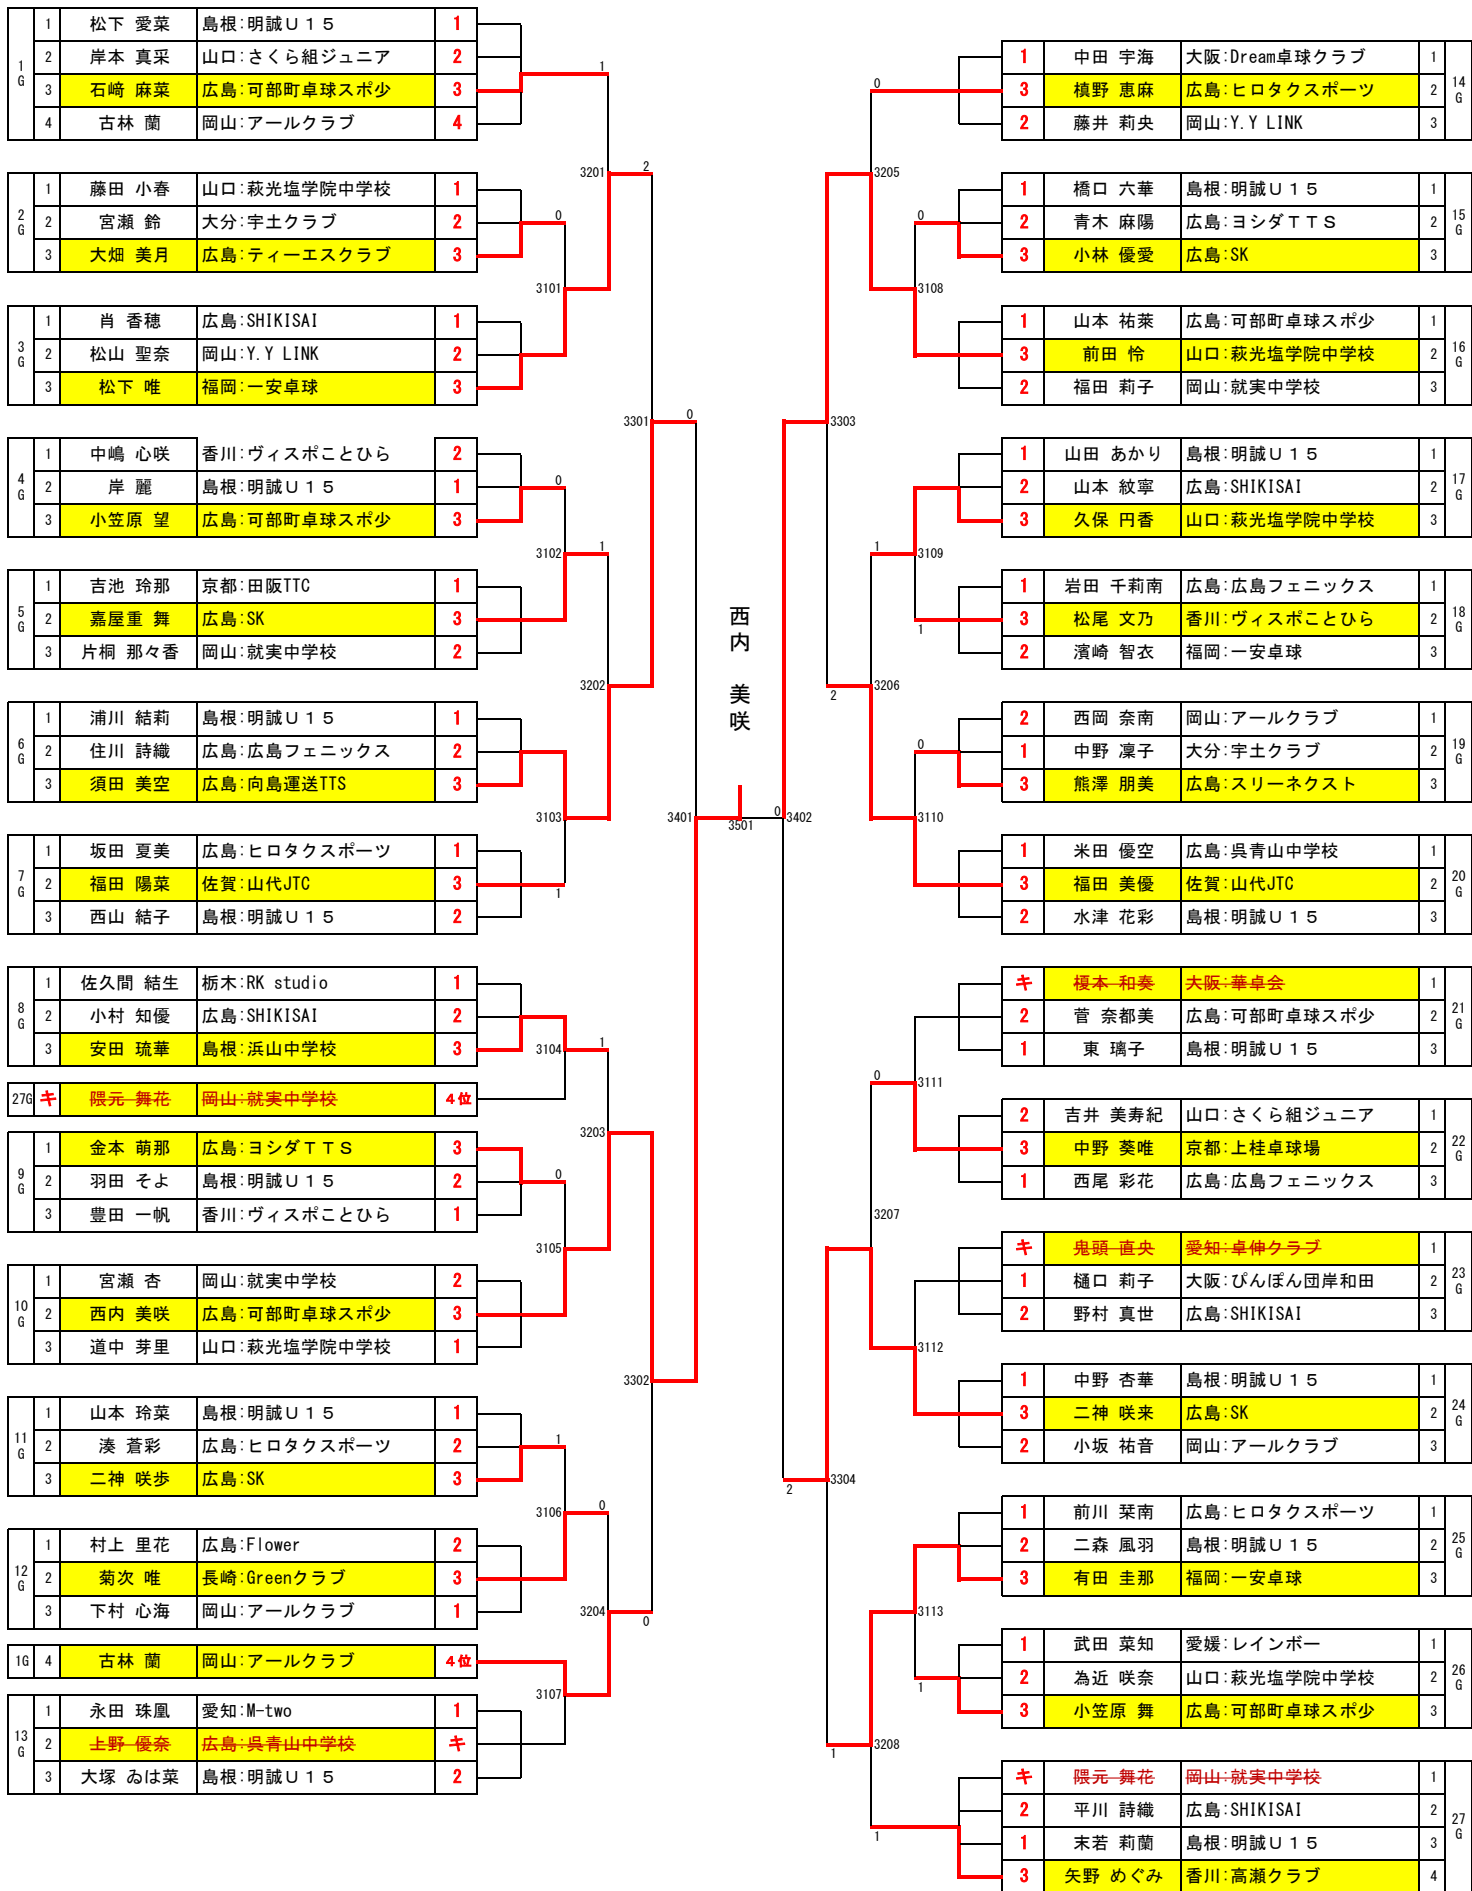 1G
1 松下 愛菜 島根:明誠U15 1
2 岸本 真采 山口:さくら組ジュニア 2
3 石﨑 麻菜 広島:可部町卓球スポ少 3
4 古林 蘭 岡山:アールクラブ 4
2G
1 藤田 小春 山口:萩光塩学院中学校 1
2 宮瀬 鈴 大分:宇土クラブ 2
3 大畑 美月 広島:ティーエスクラブ 3
3G
1 肖 香穂 広島:SHIKISAI 1
2 松山 聖奈 岡山:Y.Y LINK 2
3 松下 唯 福岡:一安卓球 3
4G
1 中嶋 心咲 香川:ヴィスポことひら 2
2 岸 麗 島根:明誠U15 1
3 小笠原 望 広島:可部町卓球スポ少 3
5G
1 吉池 玲那 京都:田阪TTC 1
2 嘉屋重 舞 広島:SK 3
3 片桐 那々香 岡山:就実中学校 2
6G
1 浦川 結莉 島根:明誠U15 1
2 住川 詩織 広島:広島フェニックス 2
3 須田 美空 広島:向島運送TTS 3
7G
1 坂田 夏美 広島:ヒロタクスポーツ 1
2 福田 陽菜 佐賀:山代JTC 3
3 西山 結子 島根:明誠U15 2
8G
1 佐久間 結生 栃木:RK studio 1
2 小村 知優 広島:SHIKISAI 2
3 安田 琉華 島根:浜山中学校 3
27G キ 隈元 舞花 岡山:就実中学校 4位
9G
1 金本 萌那 広島:ヨシダTTS 3
2 羽田 そよ 島根:明誠U15 2
3 豊田 一帆 香川:ヴィスポことひら 1
10G
1 宮瀬 杏 岡山:就実中学校 2
2 西内 美咲 広島:可部町卓球スポ少 3
3 道中 芽里 山口:萩光塩学院中学校 1
11G
1 山本 玲菜 島根:明誠U15 1
2 湊 蒼彩 広島:ヒロタクスポーツ 2
3 二神 咲歩 広島:SK 3
12G
1 村上 里花 広島:Flower 2
2 菊次 唯 長崎:Greenクラブ 3
3 下村 心海 岡山:アールクラブ 1
1G 4 古林 蘭 岡山:アールクラブ 4位
13G
1 永田 珠凰 愛知:M-two 1
2 上野 優奈 広島:呉青山中学校 キ
3 大塚 ゐは菜 島根:明誠U15 2
1
3201
2
0
3101
3301
0
0
3102
1
3202
3103
1
3401
3104
1
3203
0
3105
3302
1
3106
0
3204
0
3107
西内 美咲
3501
0
3402
0
3205
0
3108
3303
1
3109
1
2
3206
0
3110
0
3111
3207
3112
2
3304
3113
1
1
3208
1
14G
1 中田 宇海 大阪:Dream卓球クラブ 1
3 槙野 恵麻 広島:ヒロタクスポーツ 2
2 藤井 莉央 岡山:Y.Y LINK 3
15G
1 橋口 六華 島根:明誠U15 1
2 青木 麻陽 広島:ヨシダTTS 2
3 小林 優愛 広島:SK 3
16G
1 山本 祐萊 広島:可部町卓球スポ少 1
3 前田 怜 山口:萩光塩学院中学校 2
2 福田 莉子 岡山:就実中学校 3
17G
1 山田 あかり 島根:明誠U15 1
2 山本 紋寧 広島:SHIKISAI 2
3 久保 円香 山口:萩光塩学院中学校 3
18G
1 岩田 千莉南 広島:広島フェニックス 1
3 松尾 文乃 香川:ヴィスポことひら 2
2 濱崎 智衣 福岡:一安卓球 3
19G
2 西岡 奈南 岡山:アールクラブ 1
1 中野 凜子 大分:宇土クラブ 2
3 熊澤 朋美 広島:スリーネクスト 3
20G
1 米田 優空 広島:呉青山中学校 1
3 福田 美優 佐賀:山代JTC 2
2 水津 花彩 島根:明誠U15 3
21G
キ 榎本 和奏 大阪:華卓会 1
2 菅 奈都美 広島:可部町卓球スポ少 2
1 東 璃子 島根:明誠U15 3
22G
2 吉井 美寿紀 山口:さくら組ジュニア 1
3 中野 葵唯 京都:上桂卓球場 2
1 西尾 彩花 広島:広島フェニックス 3
23G
キ 鬼頭 直央 愛知:卓伸クラブ 1
1 樋口 莉子 大阪:ぴんぽん団岸和田 2
2 野村 真世 広島:SHIKISAI 3
24G
1 中野 杏華 島根:明誠U15 1
3 二神 咲来 広島:SK 2
2 小坂 祐音 岡山:アールクラブ 3
25G
1 前川 栞南 広島:ヒロタクスポーツ 1
2 二森 風羽 島根:明誠U15 2
3 有田 圭那 福岡:一安卓球 3
26G
1 武田 菜知 愛媛:レインボー 1
2 為近 咲奈 山口:萩光塩学院中学校 2
3 小笠原 舞 広島:可部町卓球スポ少 3
27G
キ 隈元 舞花 岡山:就実中学校 1
2 平川 詩織 広島:SHIKISAI 2
1 末若 莉蘭 島根:明誠U15 3
3 矢野 めぐみ 香川:高瀬クラブ 4